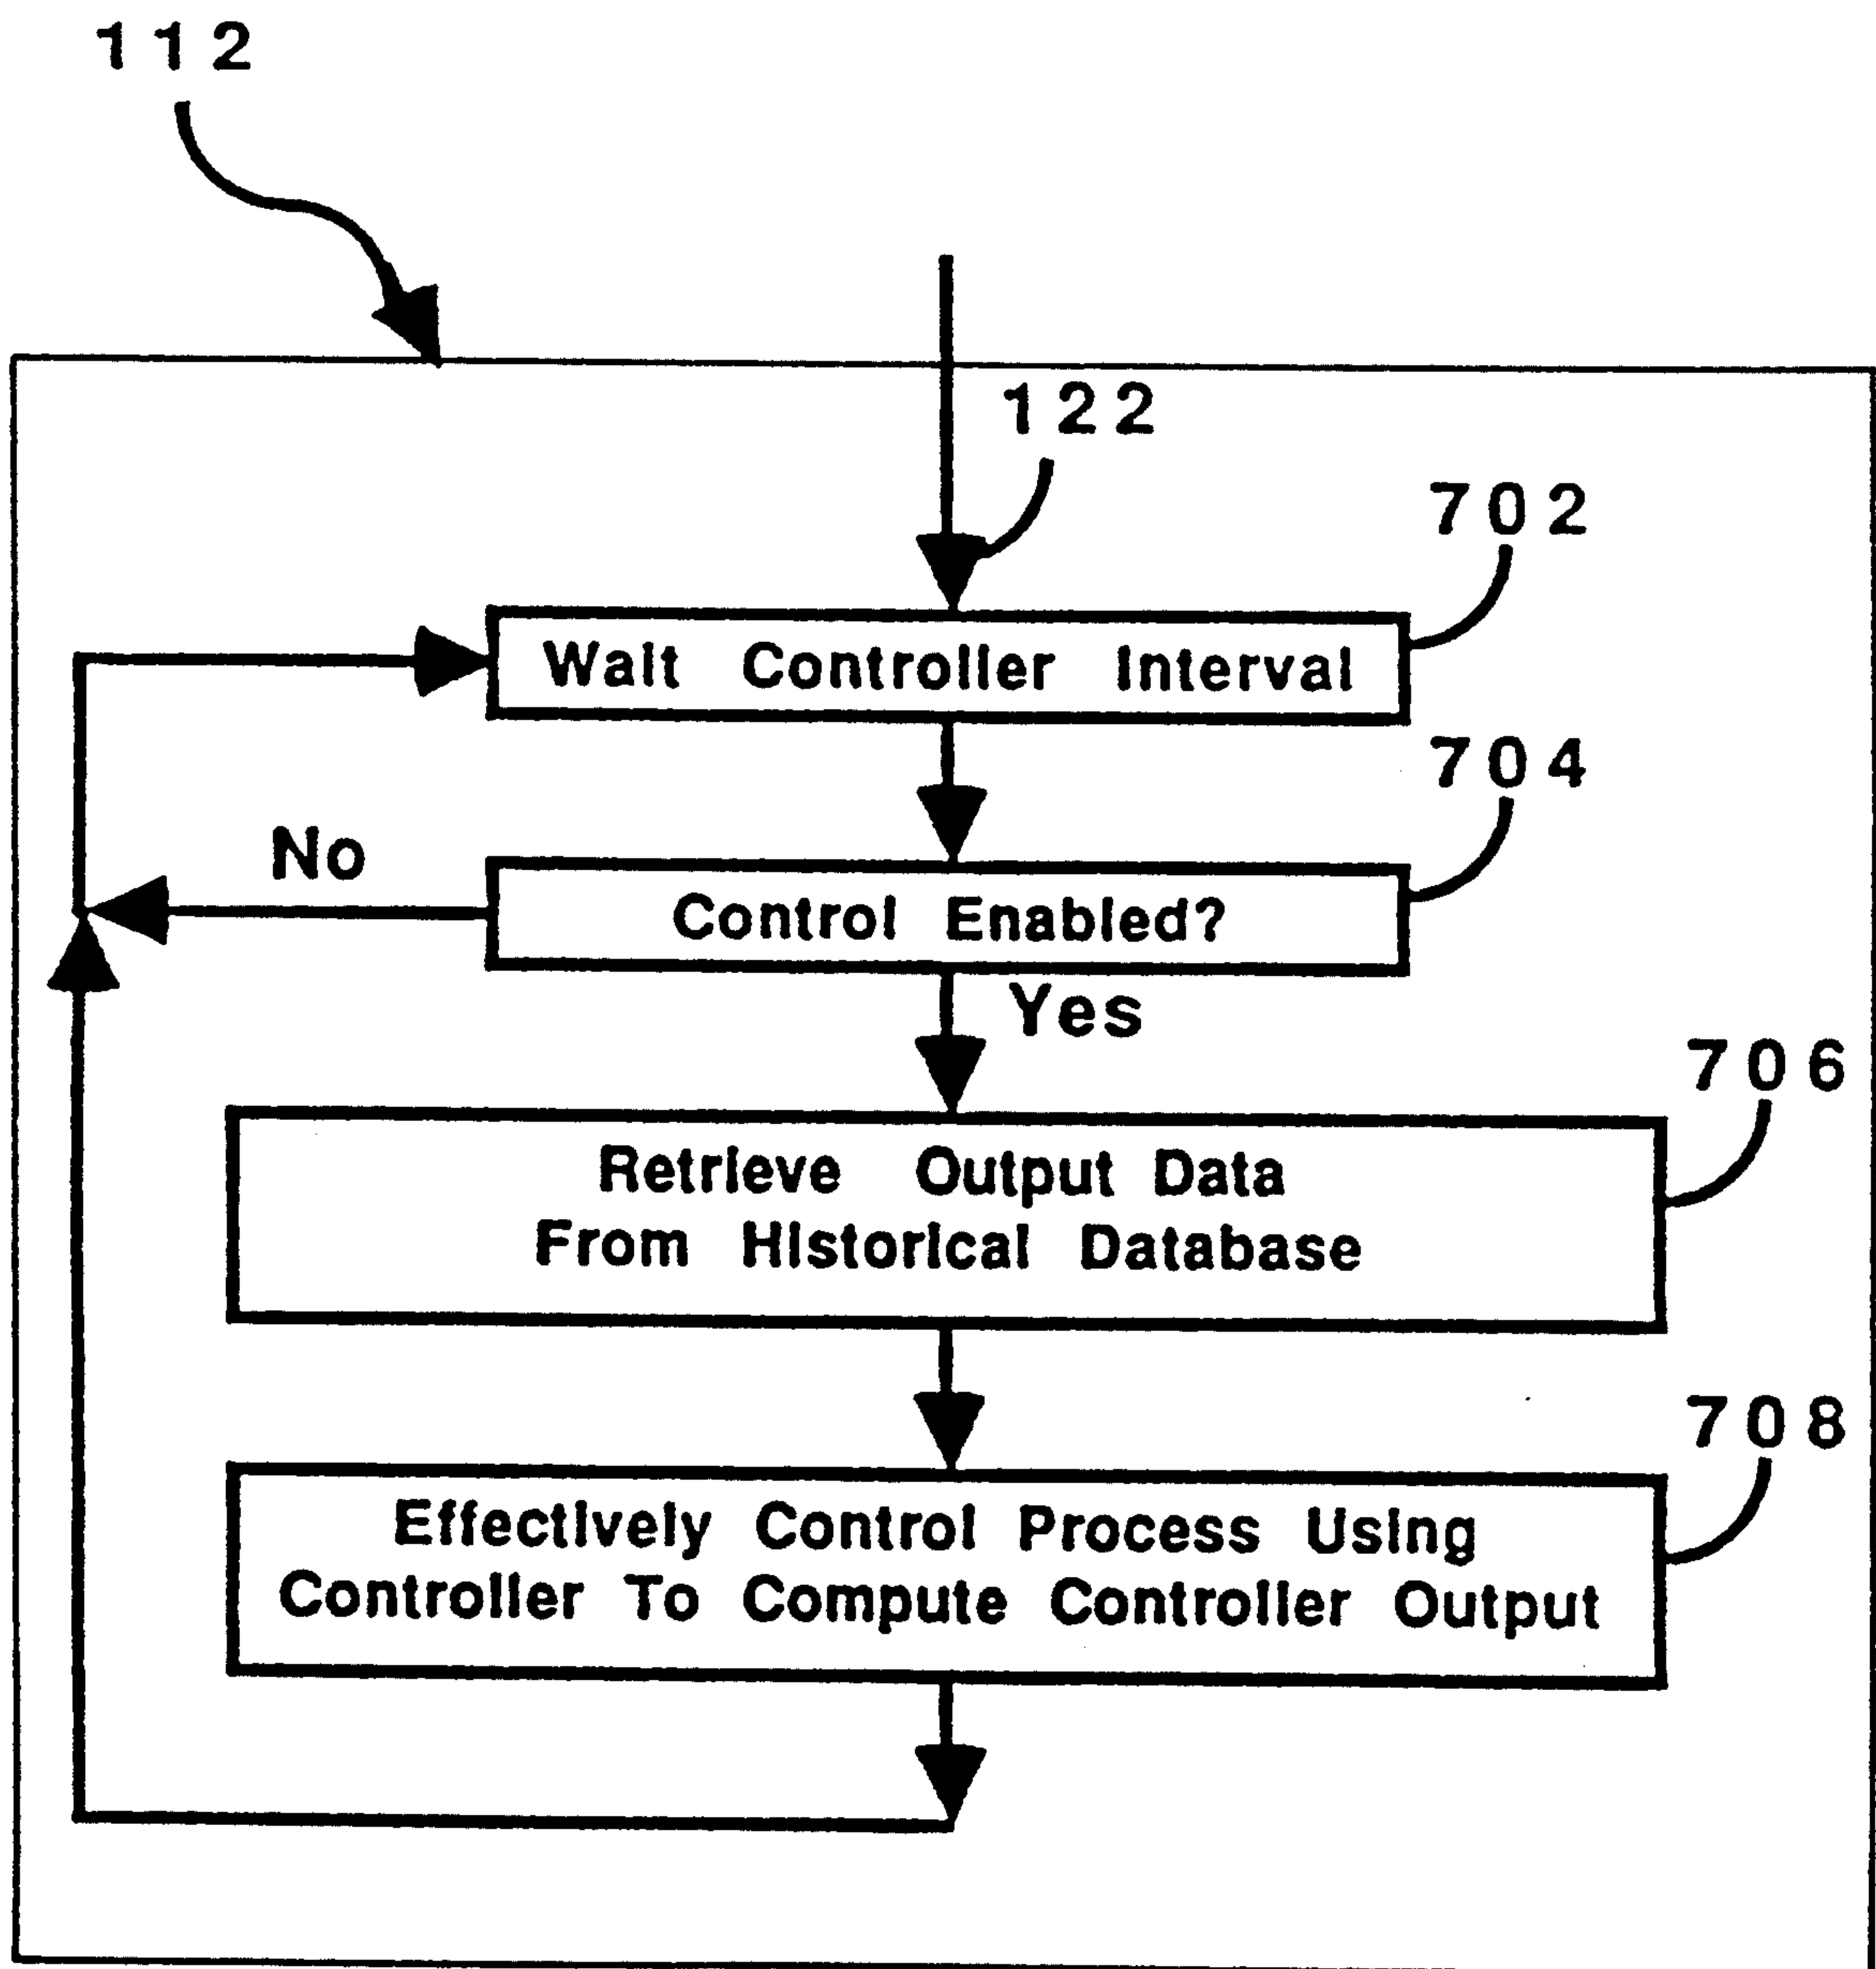 112
122
702
Wait Controller Interval
704
No
Control Enabled?
Yes
706
Retrieve Output Data
From Historical Database
708
Effectively Control Process Using
Controller To Compute Controller Output